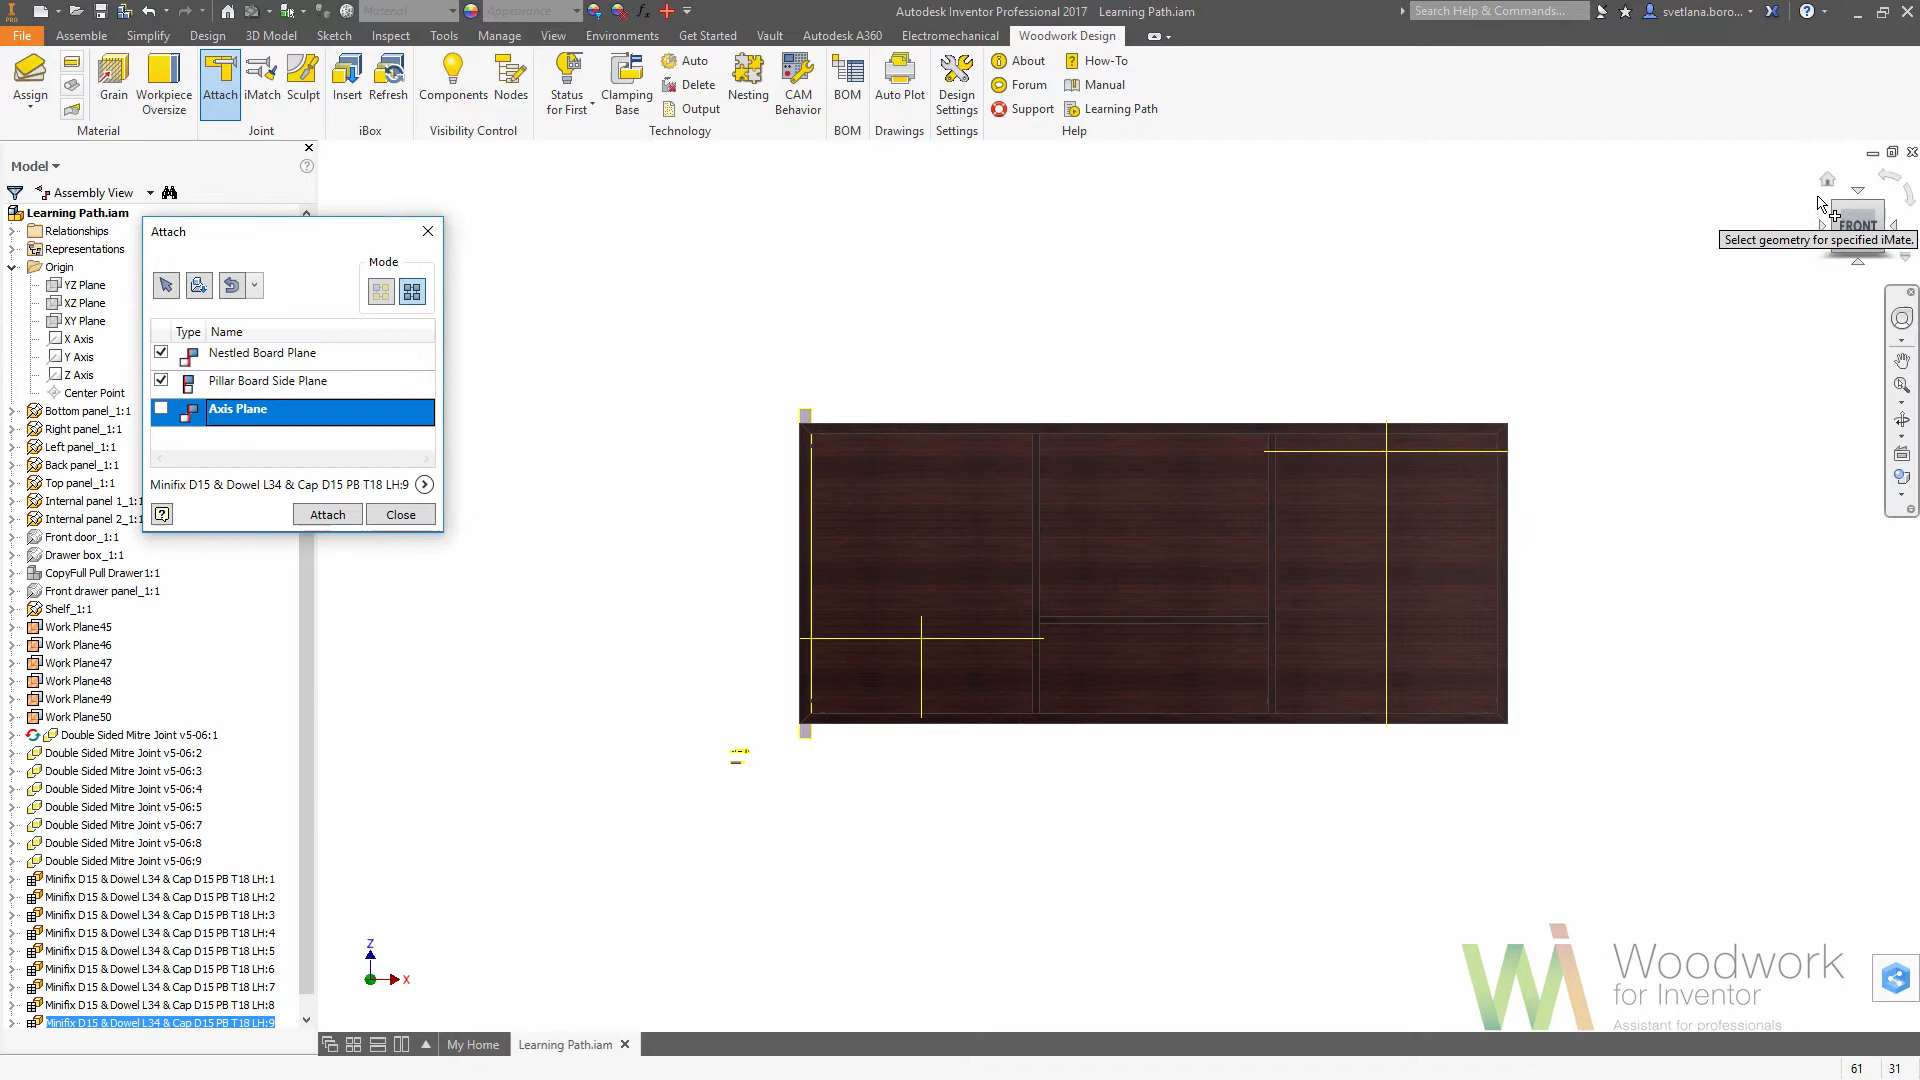 Material
Appearance
Autodesk Inventor Professional 2017 Learning Path.iam
Search Help & Commands...
svetlana.boro...
PRO
File Assemble Simplify Design 3D Model Sketch Inspect Tools Manage View Environments Get Started Vault Autodesk A360 Electromechanical Woodwork Design
Assign
Grain
Workpiece
Oversize
Attach
iMatch
Sculpt
Insert
Refresh
Components
Nodes
Status
for First
Clamping
Base
Auto
Delete
Output
Nesting
CAM
Behavior
BOM
Auto Plot
Design
Settings
About
Forum
Support
How-To
Manual
Learning Path
Material Joint iBox Visibility Control Technology BOM Drawings Settings Help
Model
Assembly View
Learning Path.iam
Relationships
Representations
Origin
YZ Plane
XZ Plane
XY Plane
X Axis
Y Axis
Z Axis
Center Point
Bottom panel_1:1
Right panel_1:1
Left panel_1:1
Back panel_1:1
Top panel_1:1
Internal panel 1_1:1
Internal panel 2_1:1
Front door_1:1
Drawer box_1:1
CopyFull Pull Drawer1:1
Front drawer panel_1:1
Shelf_1:1
Work Plane45
Work Plane46
Work Plane47
Work Plane48
Work Plane49
Work Plane50
Double Sided Mitre Joint v5-06:1
Double Sided Mitre Joint v5-06:2
Double Sided Mitre Joint v5-06:3
Double Sided Mitre Joint v5-06:4
Double Sided Mitre Joint v5-06:5
Double Sided Mitre Joint v5-06:7
Double Sided Mitre Joint v5-06:8
Double Sided Mitre Joint v5-06:9
Minifix D15 & Dowel L34 & Cap D15 PB T18 LH:1
Minifix D15 & Dowel L34 & Cap D15 PB T18 LH:2
Minifix D15 & Dowel L34 & Cap D15 PB T18 LH:3
Minifix D15 & Dowel L34 & Cap D15 PB T18 LH:4
Minifix D15 & Dowel L34 & Cap D15 PB T18 LH:5
Minifix D15 & Dowel L34 & Cap D15 PB T18 LH:6
Minifix D15 & Dowel L34 & Cap D15 PB T18 LH:7
Minifix D15 & Dowel L34 & Cap D15 PB T18 LH:8
Minifix D15 & Dowel L34 & Cap D15 PB T18 LH:9
Attach
Mode
Type Name
Nestled Board Plane
Pillar Board Side Plane
Axis Plane
Minifix D15 & Dowel L34 & Cap D15 PB T18 LH:9
Attach Close
FRONT
Select geometry for specified iMate.
Z
X
Woodwork
for Inventor
Assistant for professionals
My Home
Learning Path.iam
61 31